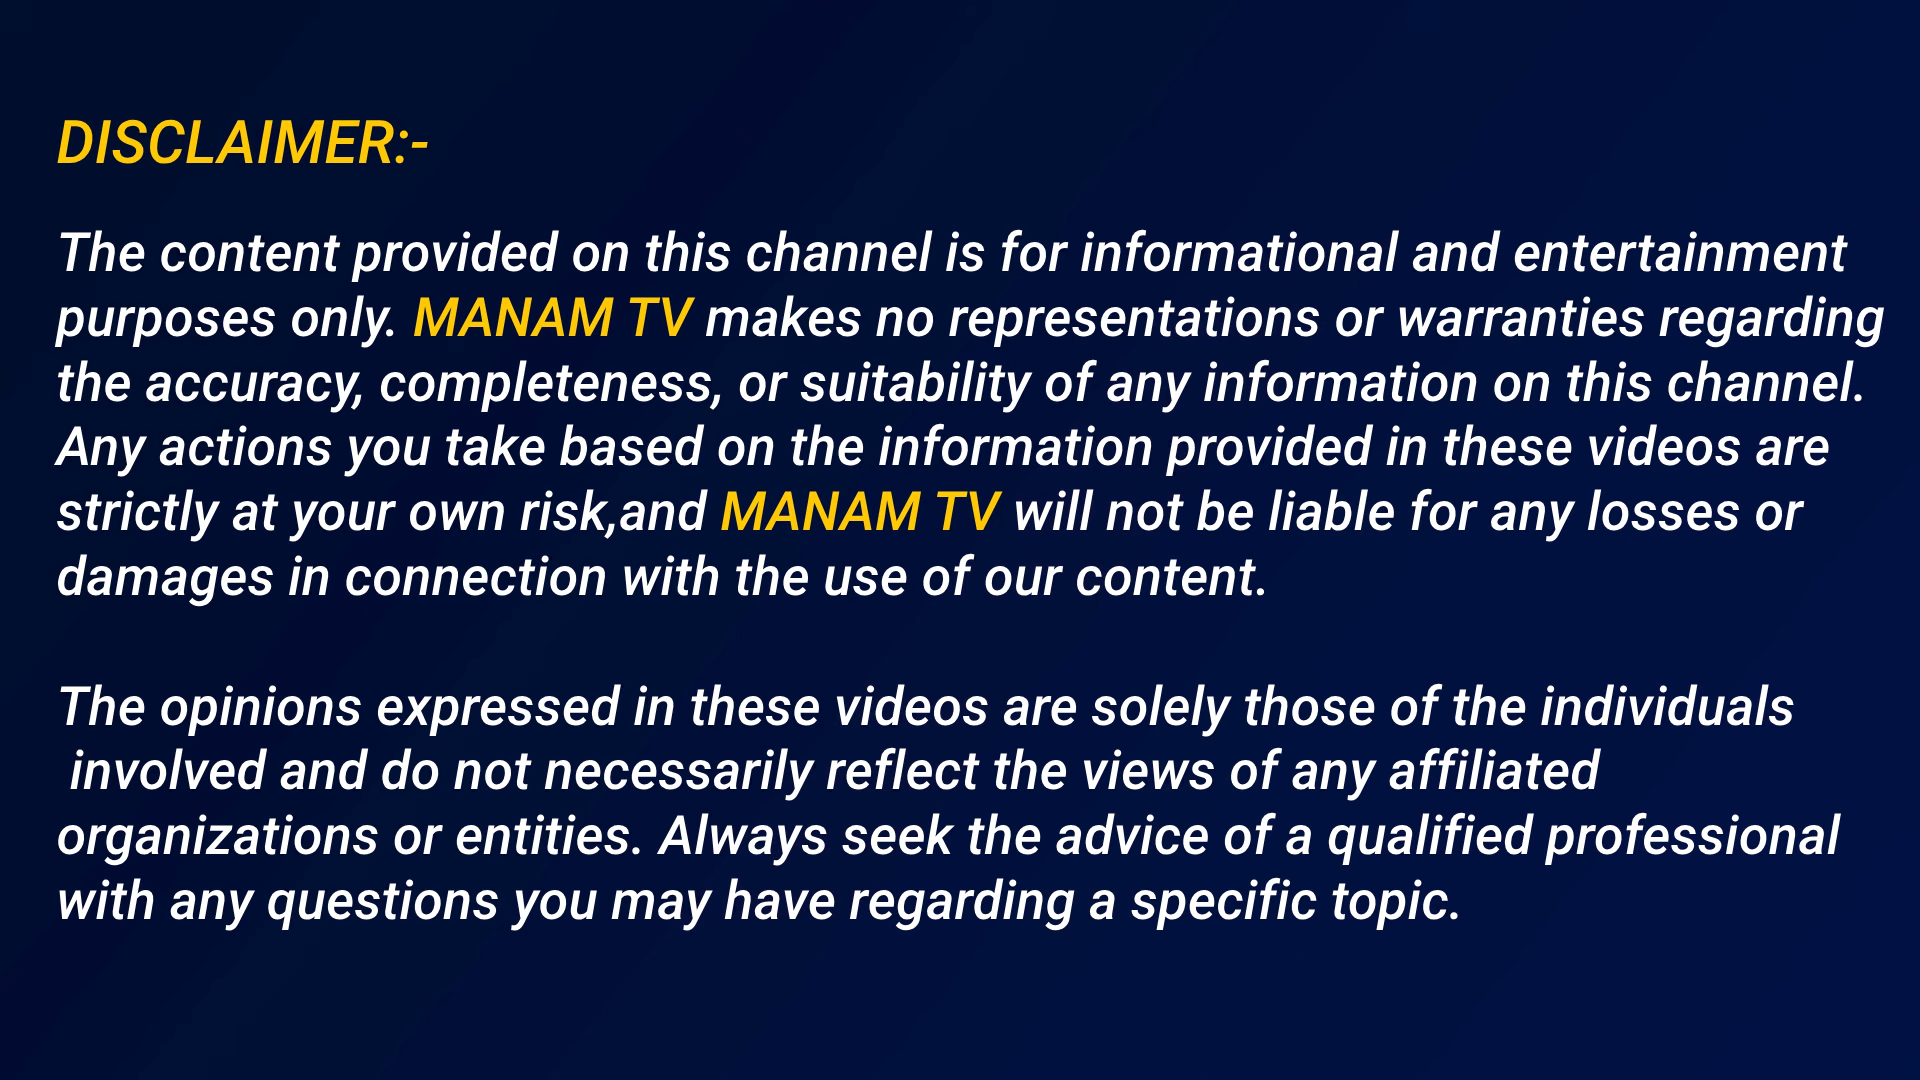 DISCLAIMER:-
The content provided on this channel is for informational and entertainment
purposes only. MANAM TV makes no representations or warranties regarding
the accuracy, completeness, or suitability of any information on this channel.
Any actions you take based on the information provided in these videos are
strictly at your own risk,and MANAM TV will not be liable for any losses or
damages in connection with the use of our content.
The opinions expressed in these videos are solely those of the individuals
involved and do not necessarily reflect the views of any affiliated
organizations or entities. Always seek the advice of a qualified professional
with any questions you may have regarding a specific topic.